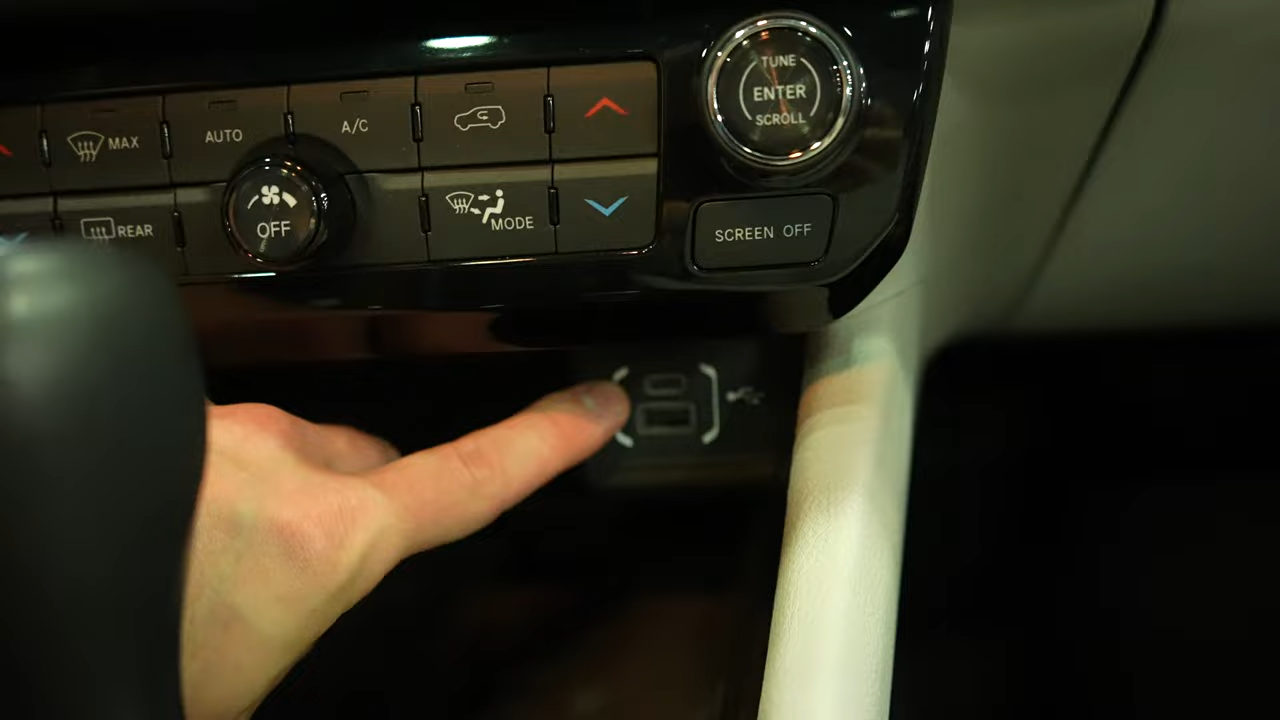 MAX
AUTO
A/C
TUNE
ENTER
SCROLL
REAR
OFF
MODE
SCREEN OFF